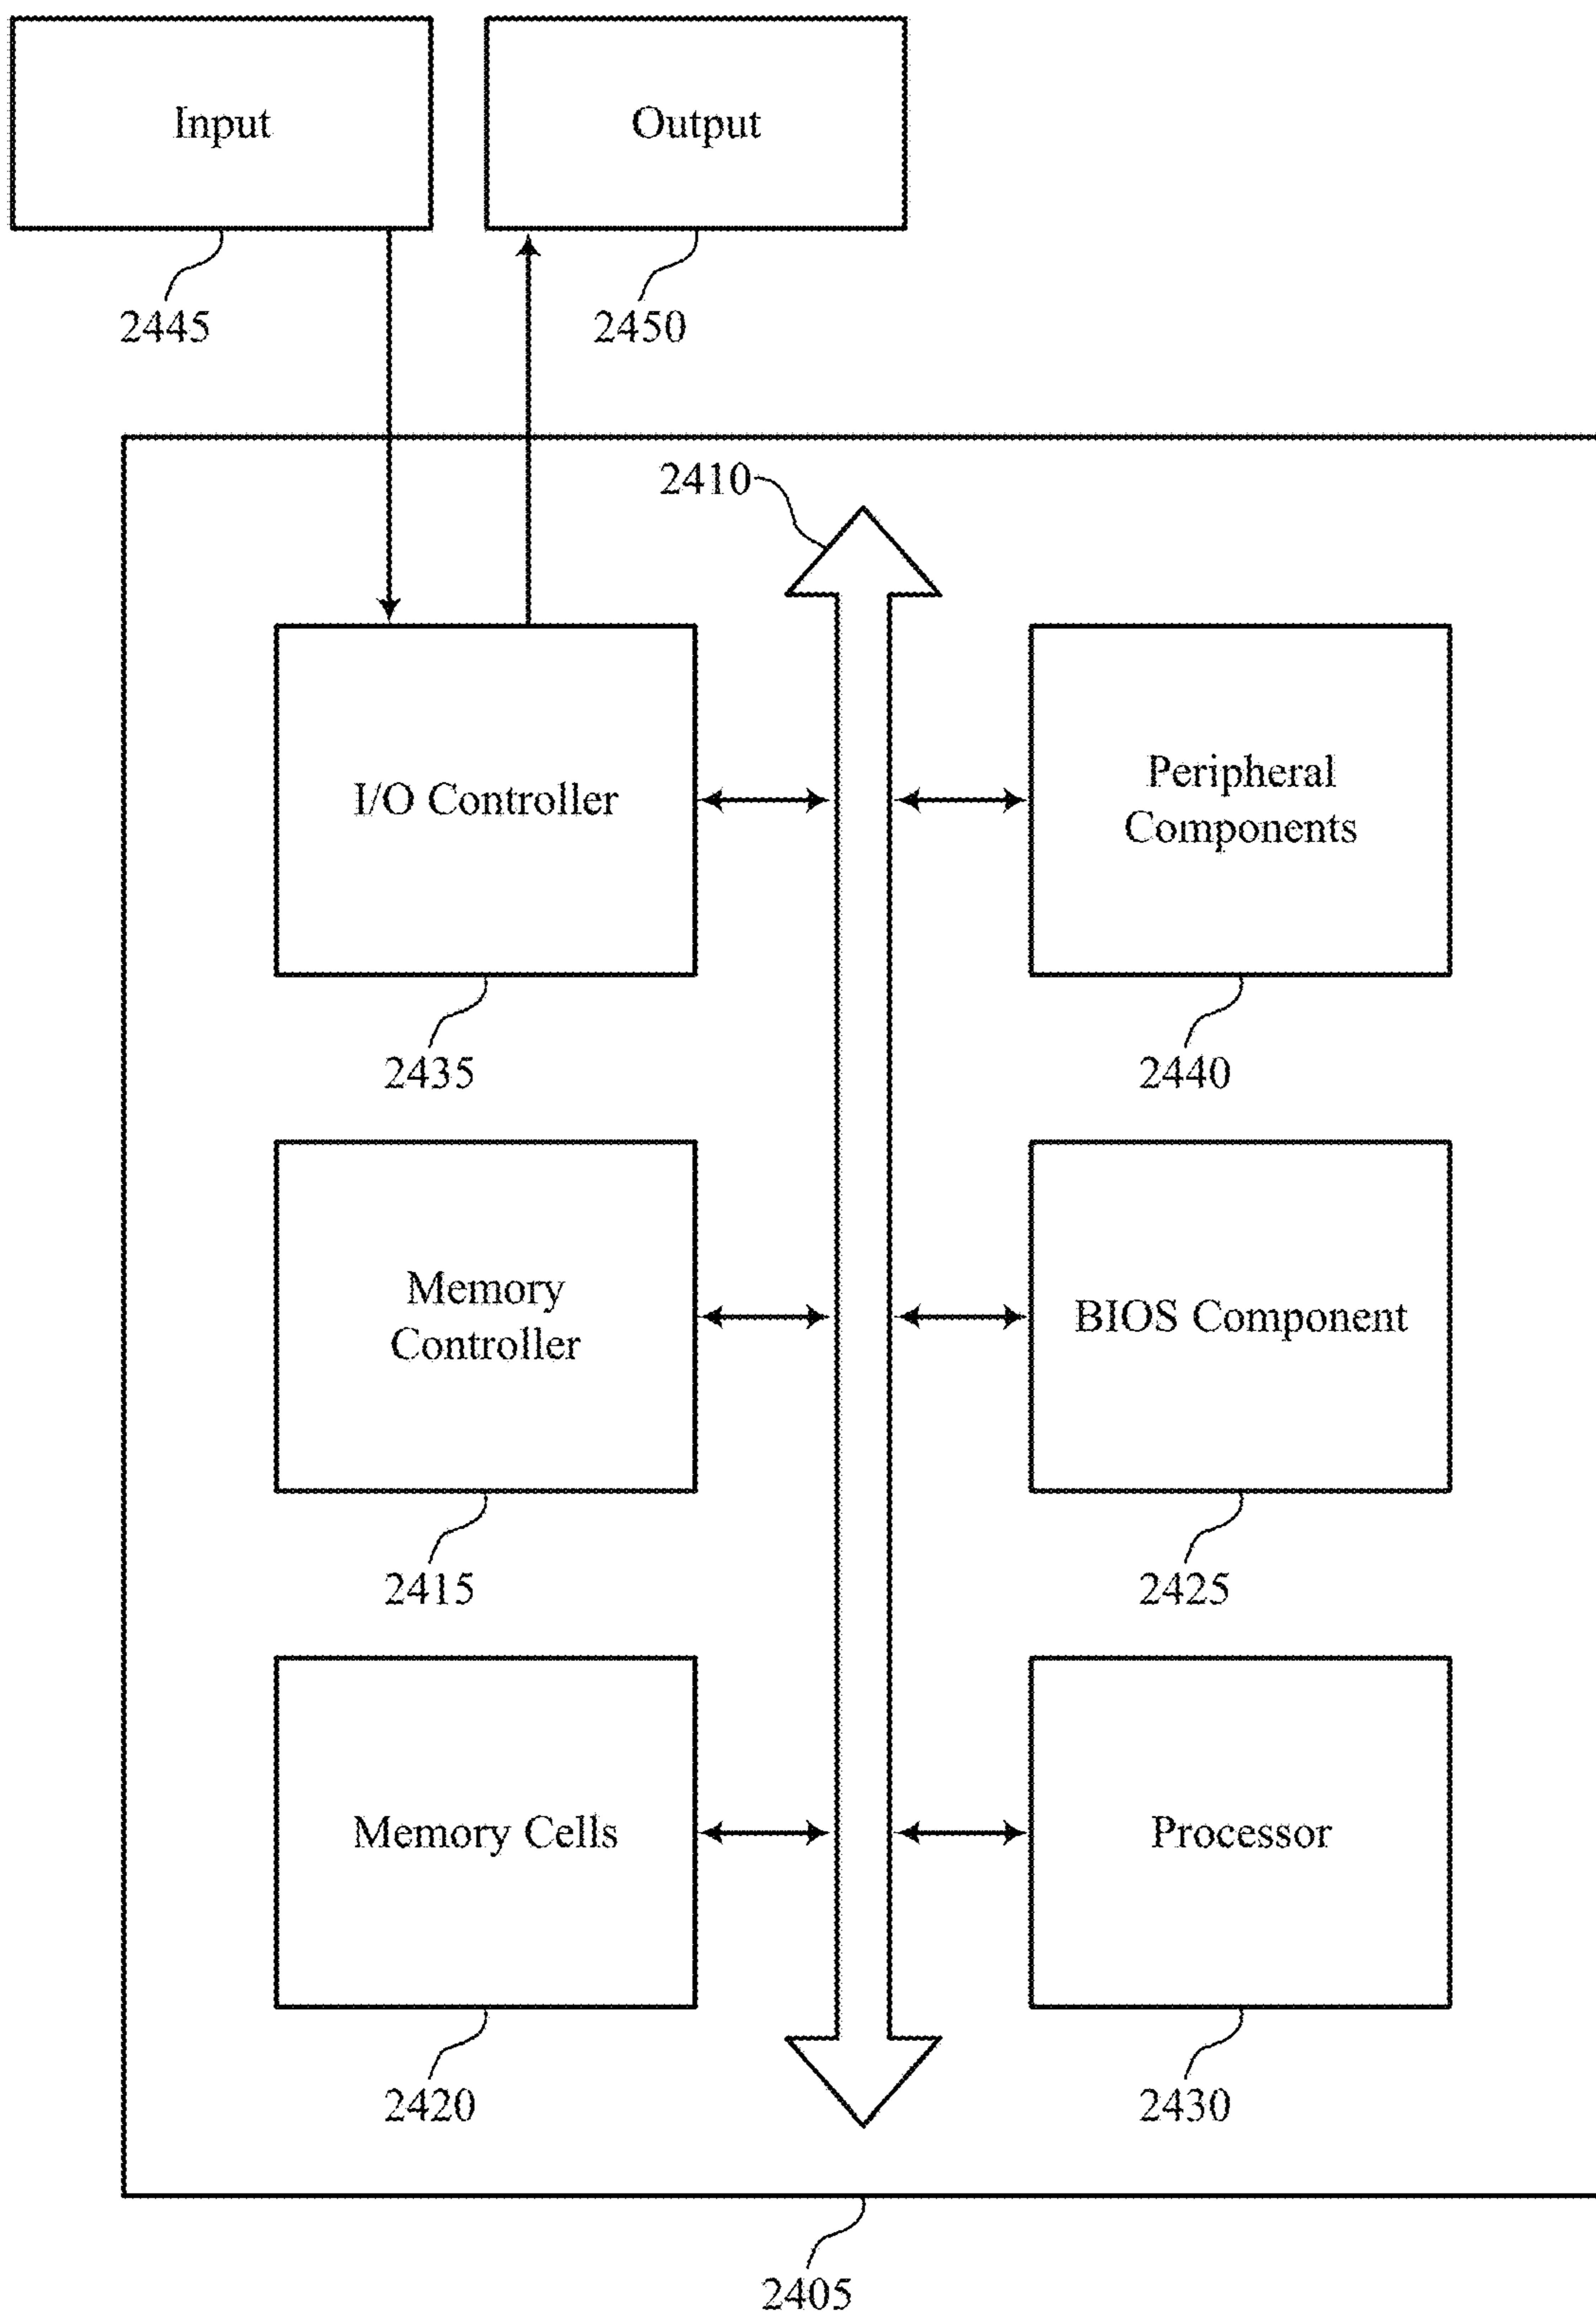 Input
Output
2445
2450
2410
I/O Controller
Peripheral
Components
2435
2440
Memory
Controller
BIOS Component
2415
2425
Memory Cells
Processor
2420
2430
2405